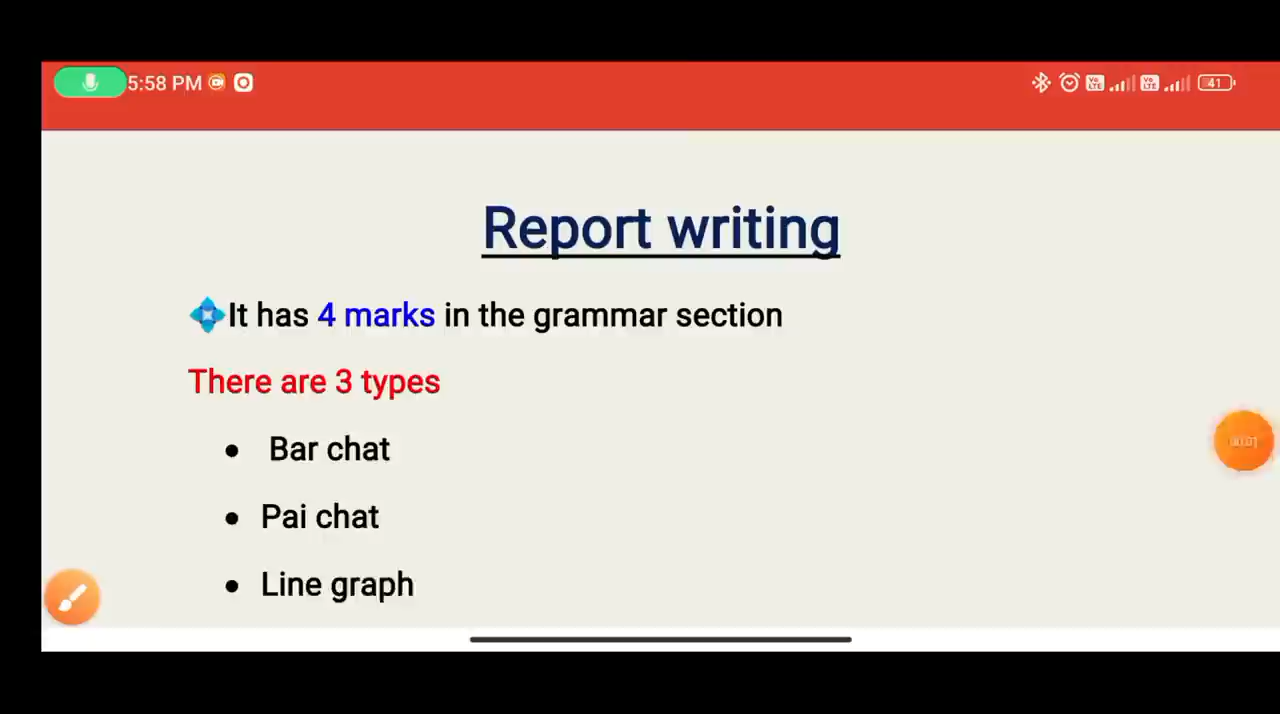 5:58 PM
41
Report writing
It has 4 marks in the grammar section
There are 3 types
Bar chat
Pai chat
Line graph